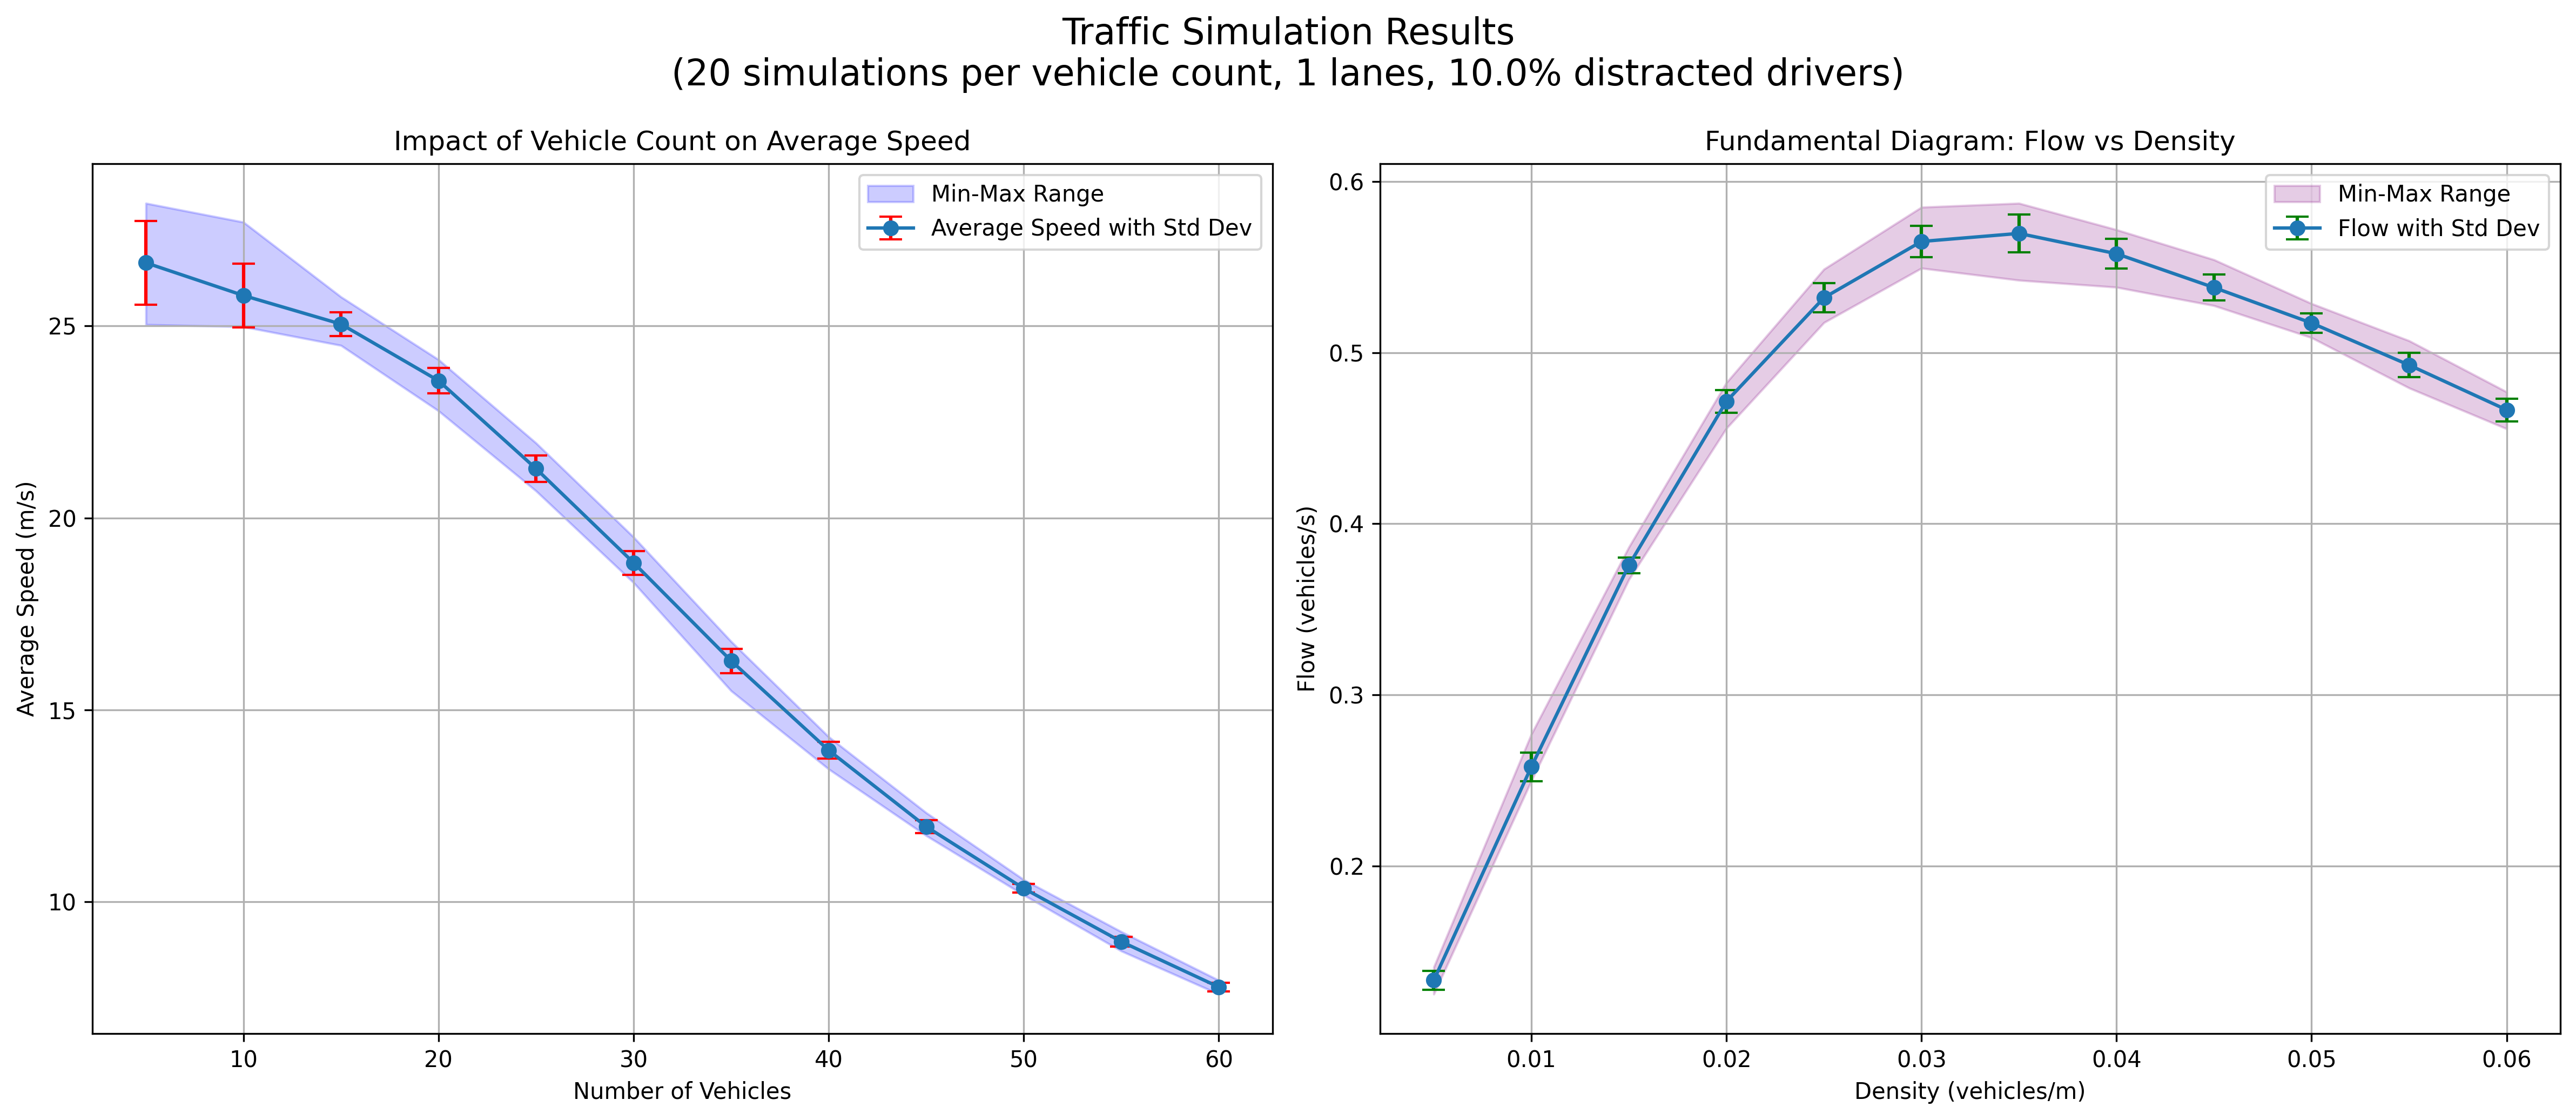 Traffic Simulation Results
(20 simulations per vehicle count, 1 lanes, 10.0% distracted drivers)
Impact of Vehicle Count on Average Speed
Min-Max Range
Average Speed with Std Dev
Average Speed (m/s)
25
20
15
10
10
20
30
40
50
60
Number of Vehicles
Fundamental Diagram: Flow vs Density
Min-Max Range
Flow with Std Dev
Flow (vehicles/s)
0.6
0.5
0.4
0.3
0.2
0.01
0.02
0.03
0.04
0.05
0.06
Density (vehicles/m)